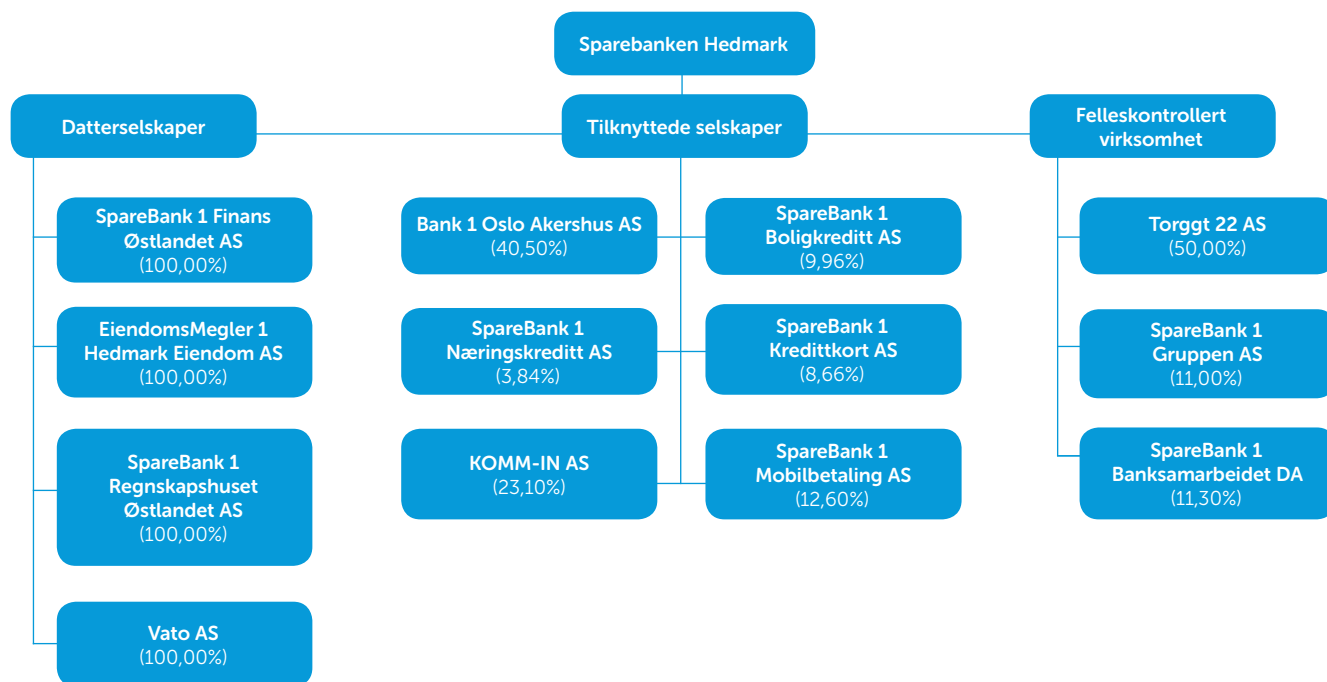 Sparebanken Hedmark
Datterselskaper
SpareBank 1 Finans
Østlandet AS
(100,00%)
EiendomsMegler 1
Hedmark Eiendom AS
(100,00%)
SpareBank 1
Regnskapshuset
Østlandet AS
(100,00%)
Vato AS
(100,00%)
Tilknyttede selskaper
Bank 1 Oslo Akershus AS
(40,50%)
SpareBank 1
Boligkreditt AS
(9,96%)
SpareBank 1
Næringskreditt AS
(3,84%)
SpareBank 1
Kredittkort AS
(8,66%)
KOMM-IN AS
(23,10%)
SpareBank 1
Mobilbetaling AS
(12,60%)
Felleskontrollert
virksomhet
Torggt 22 AS
(50,00%)
SpareBank 1
Gruppen AS
(11,00%)
SpareBank 1
Banksamarbeidet DA
(11,30%)